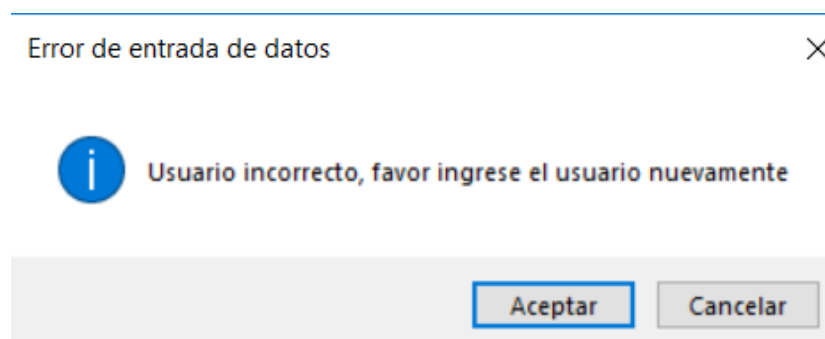 Error de entrada de datos
Usuario incorrecto, favor ingrese el usuario nuevamente
Aceptar Cancelar